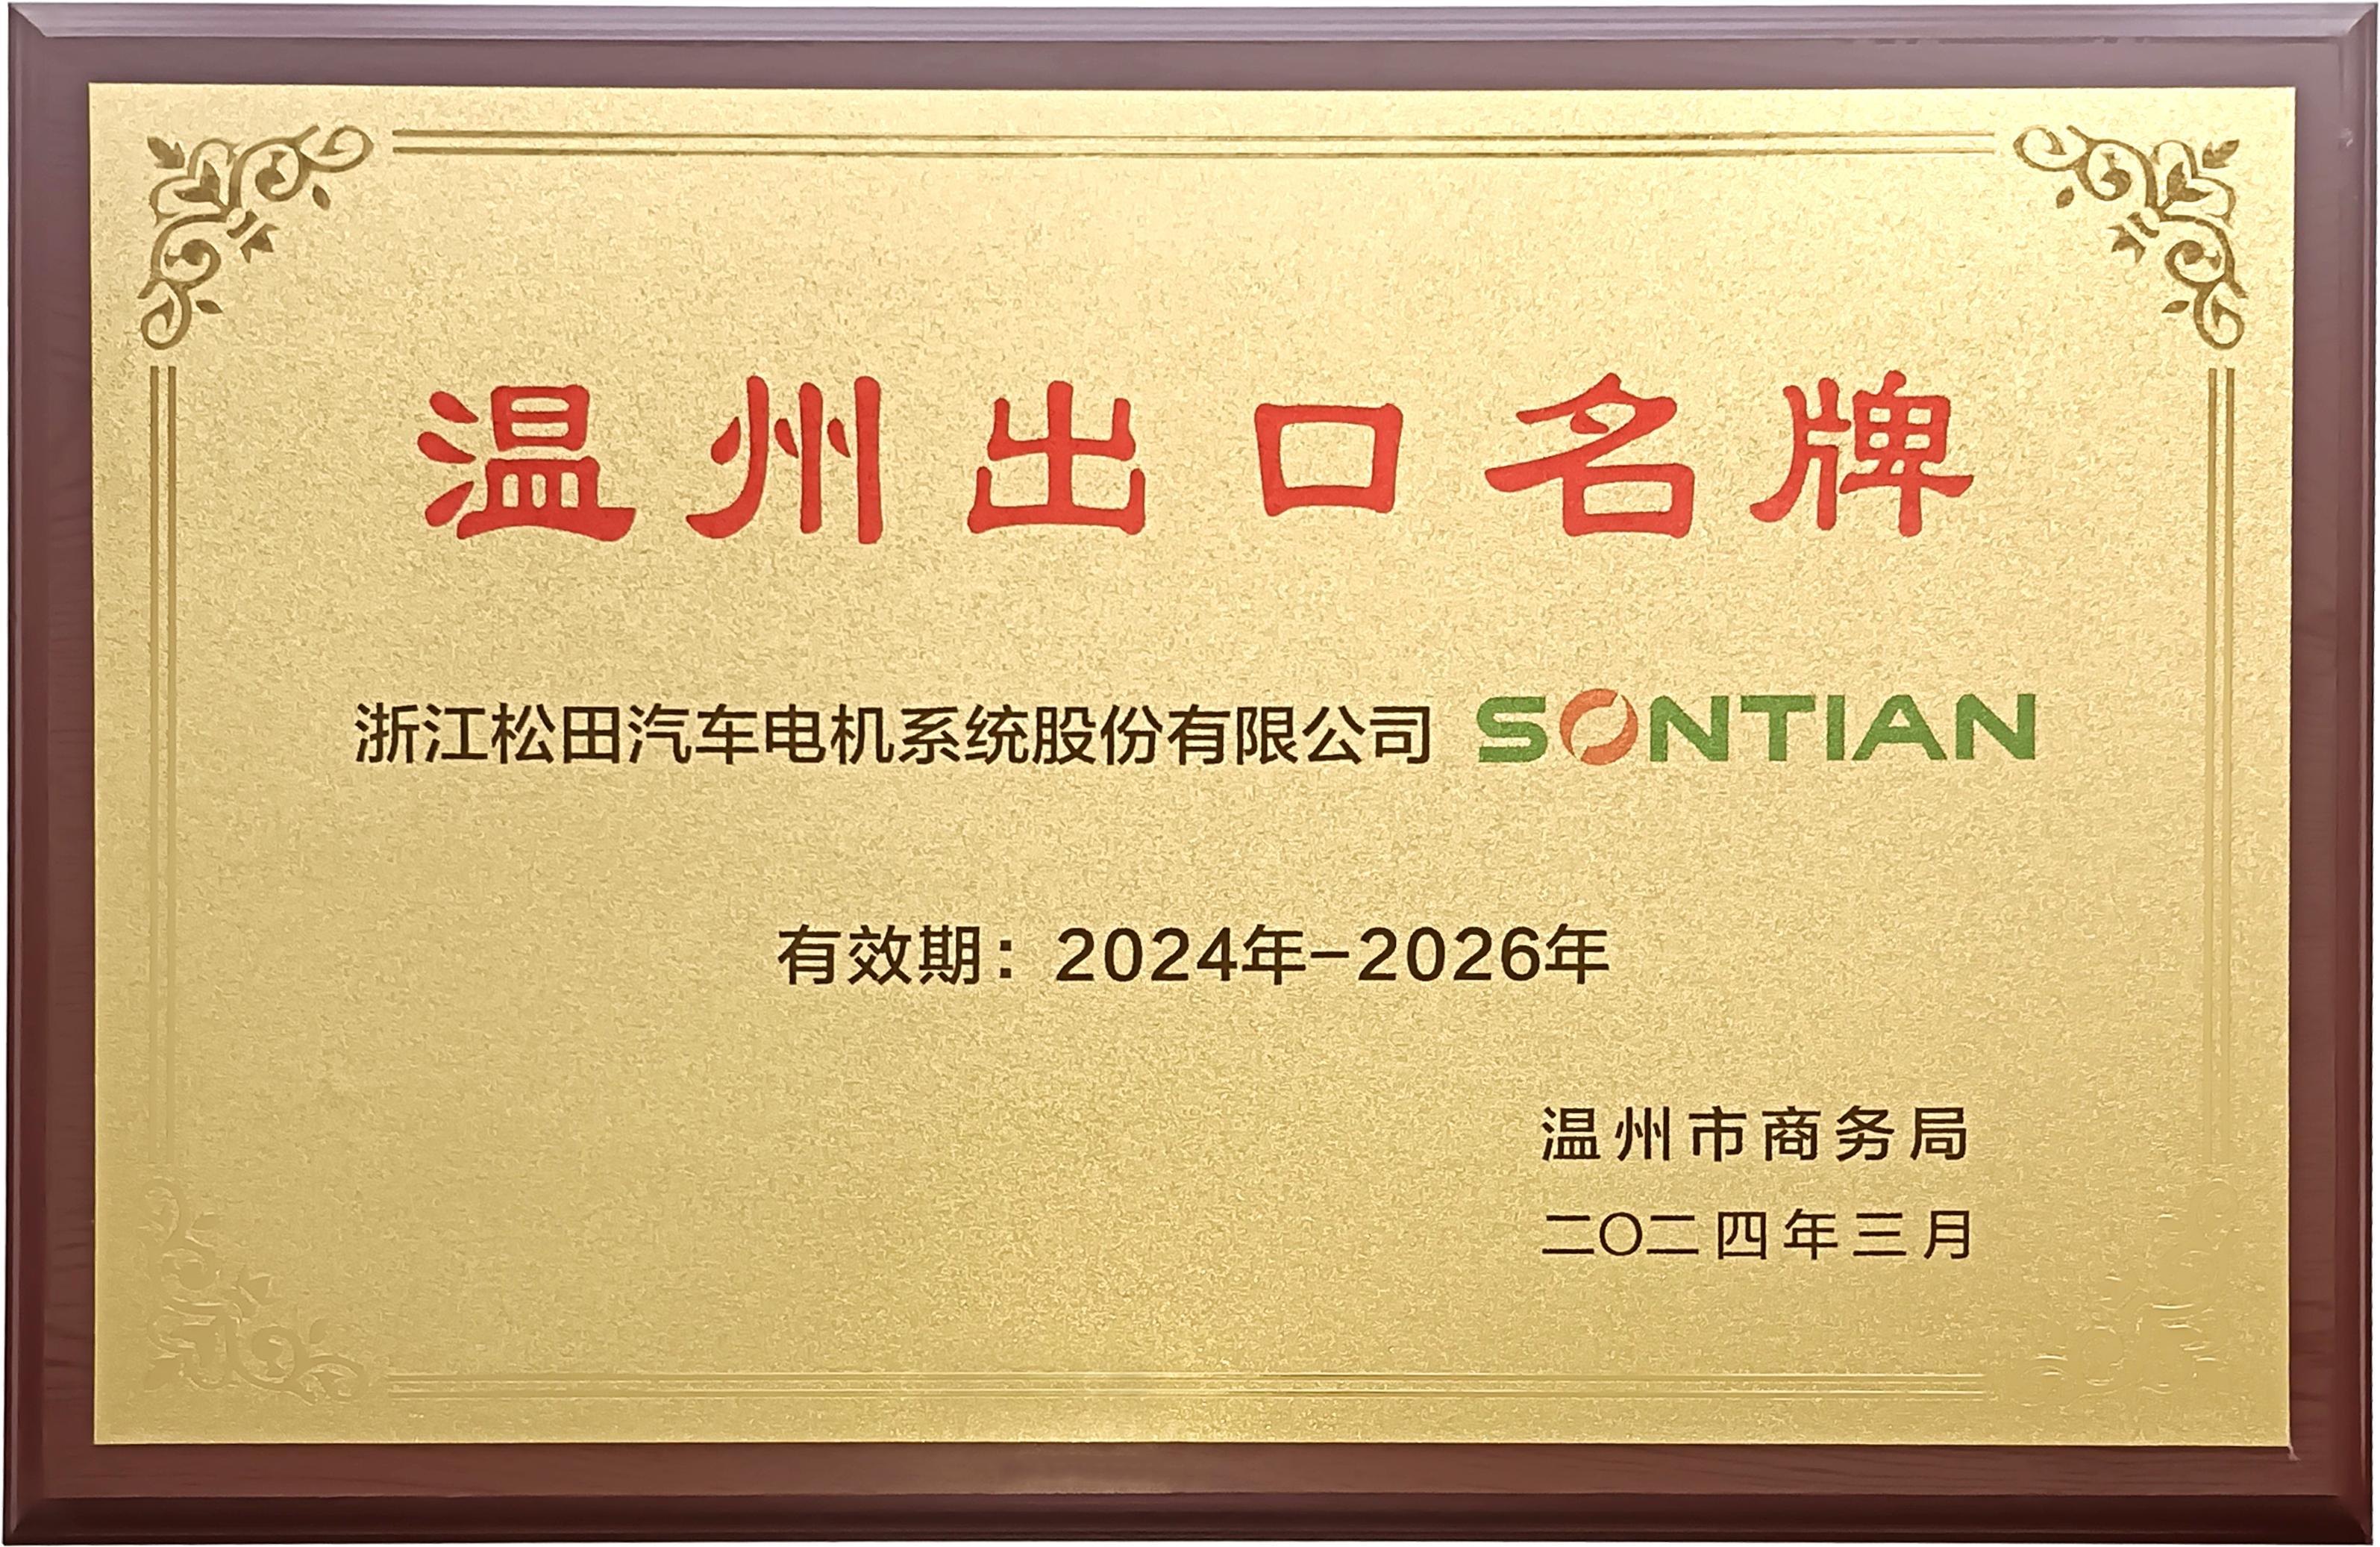 温州出口名牌
浙江松田汽车电机系统股份有限公司 SONTIAN
有效期：2024年-2026年
温州市商务局
二〇二四年三月